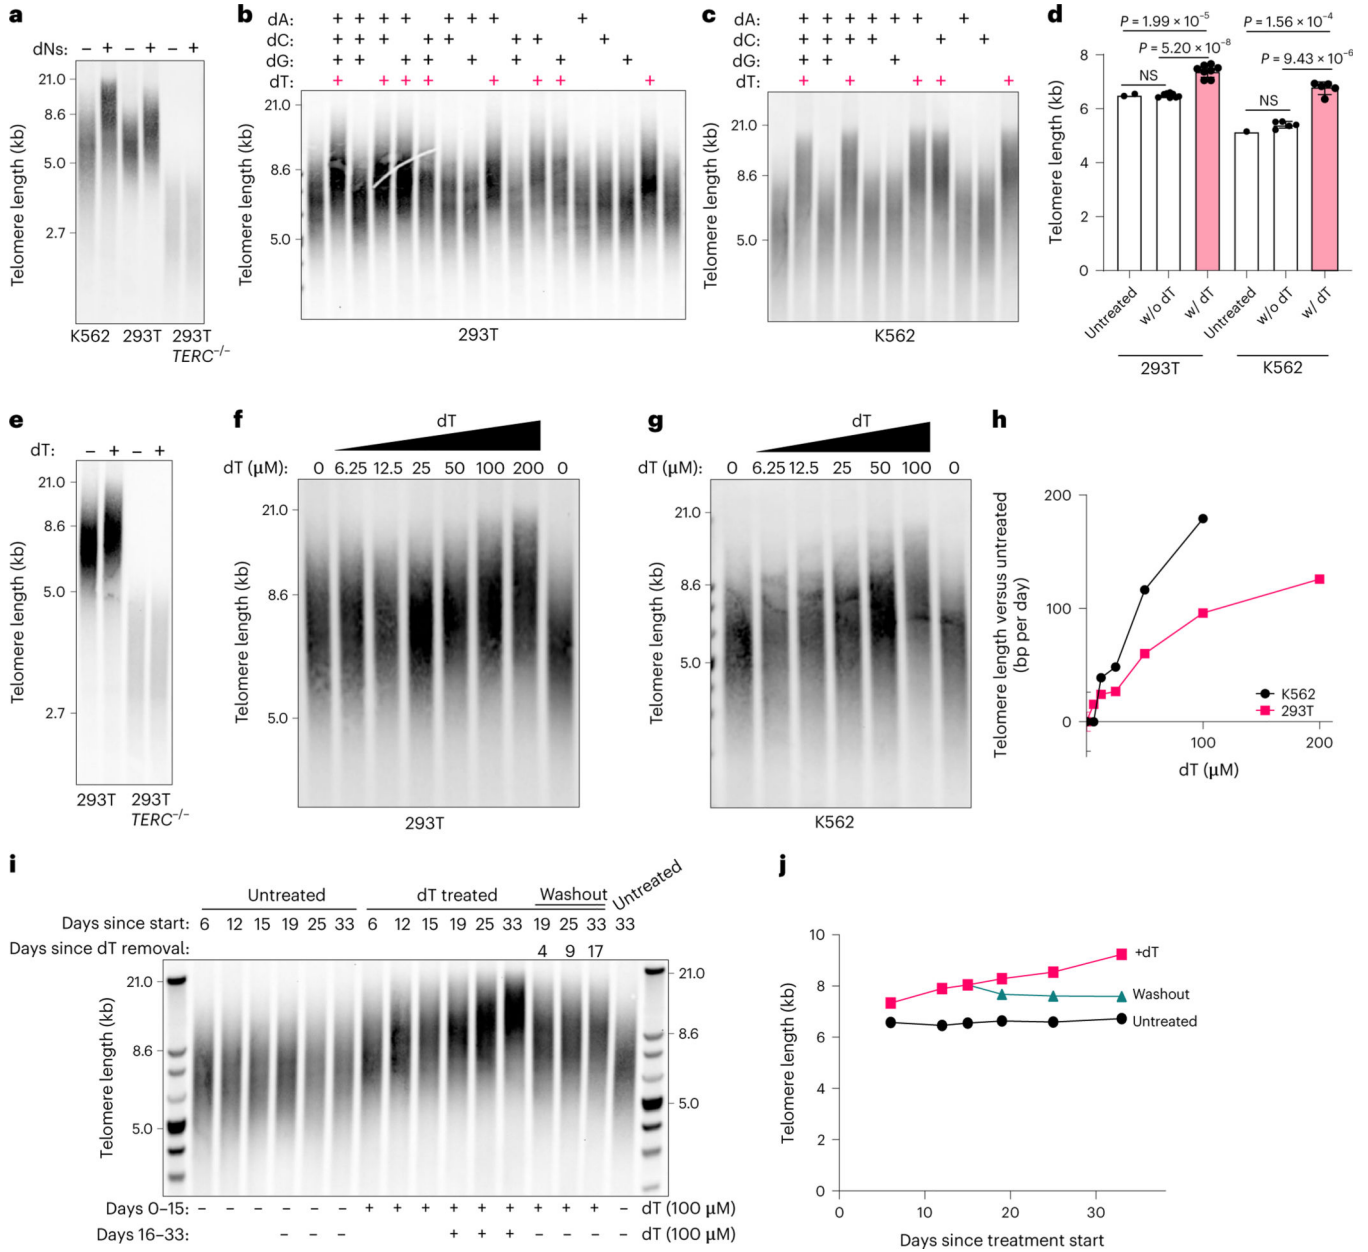 a
dNs: – + – + – +
21.0
8.6
5.0
2.7
Telomere length (kb)
K562 293T 293T
TERC–/–
b
dA: + + + + + + +
dC: + + + + + + + +
dG: + + + + + + + +
dT: + + + + + + + +
21.0
8.6
5.0
Telomere length (kb)
293T
c
dA: + + + + + +
dC: + + + + + +
dG: + + +
dT: + + + + +
21.0
8.6
5.0
Telomere length (kb)
K562
d
P = 1.99 × 10–5 P = 1.56 × 10–4
P = 5.20 × 10–8 P = 9.43 × 10–6
NS NS
8
6
4
2
0
Telomere length (kb)
Untreated w/o dT w/ dT Untreated w/o dT w/ dT
293T K562
e
dT: – + – +
21.0
8.6
5.0
2.7
Telomere length (kb)
293T 293T
TERC–/–
f
dT
dT (μM): 0 6.25 12.5 25 50 100 200 0
21.0
8.6
5.0
Telomere length (kb)
293T
g
dT
dT (μM): 0 6.25 12.5 25 50 100 0
21.0
8.6
5.0
Telomere length (kb)
K562
h
200
100
0
Telomere length versus untreated
(bp per day)
K562
293T
100 200
dT (μM)
i
Untreated dT treated Washout Untreated
Days since start: 6 12 15 19 25 33 6 12 15 19 25 33 19 25 33 33
Days since dT removal: 4 9 17
21.0 21.0
8.6 8.6
5.0 5.0
Telomere length (kb)
Days 0–15: – – – – – – + + + + + + + + + – dT (100 μM)
Days 16–33: – – – + + + – – – – dT (100 μM)
j
10
8
6
4
2
0
Telomere length (kb)
+dT
Washout
Untreated
0 10 20 30
Days since treatment start